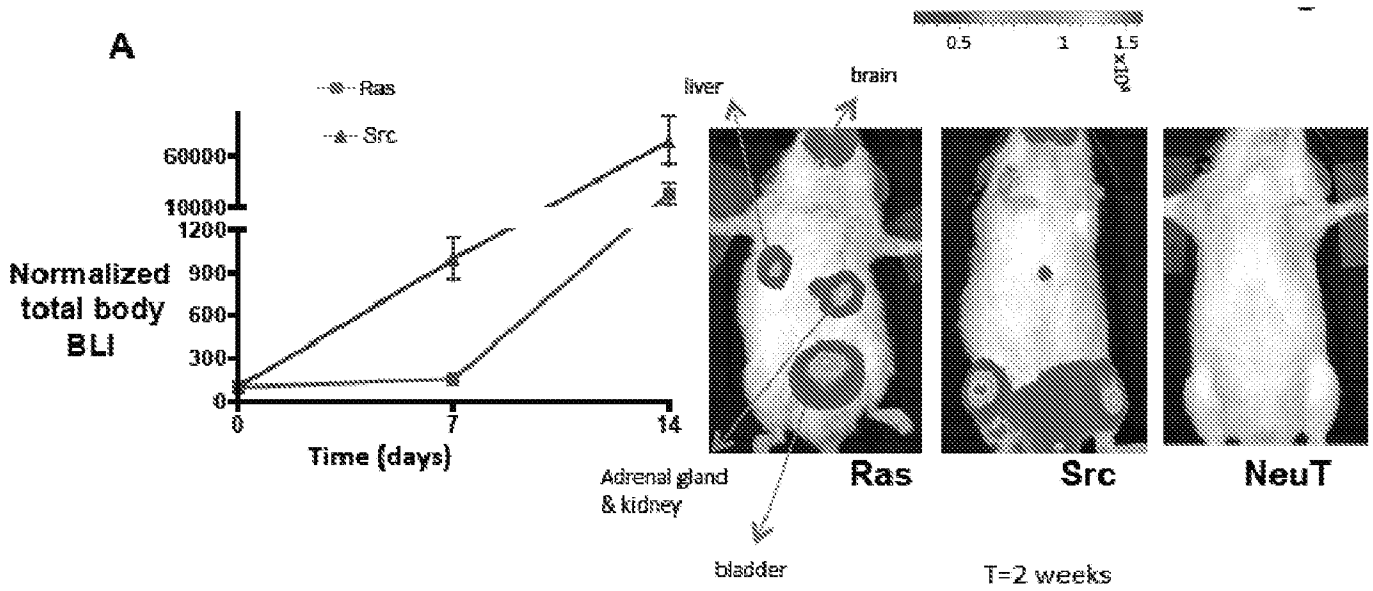 A
Ras
Src
60000
10000
1200
900
600
300
0
Normalized
total body
BLI
0 7 14
Time (days)
0.5 1 1.5
liver
brain
Adrenal gland
& kidney
bladder
Ras
Src
NeuT
T=2 weeks